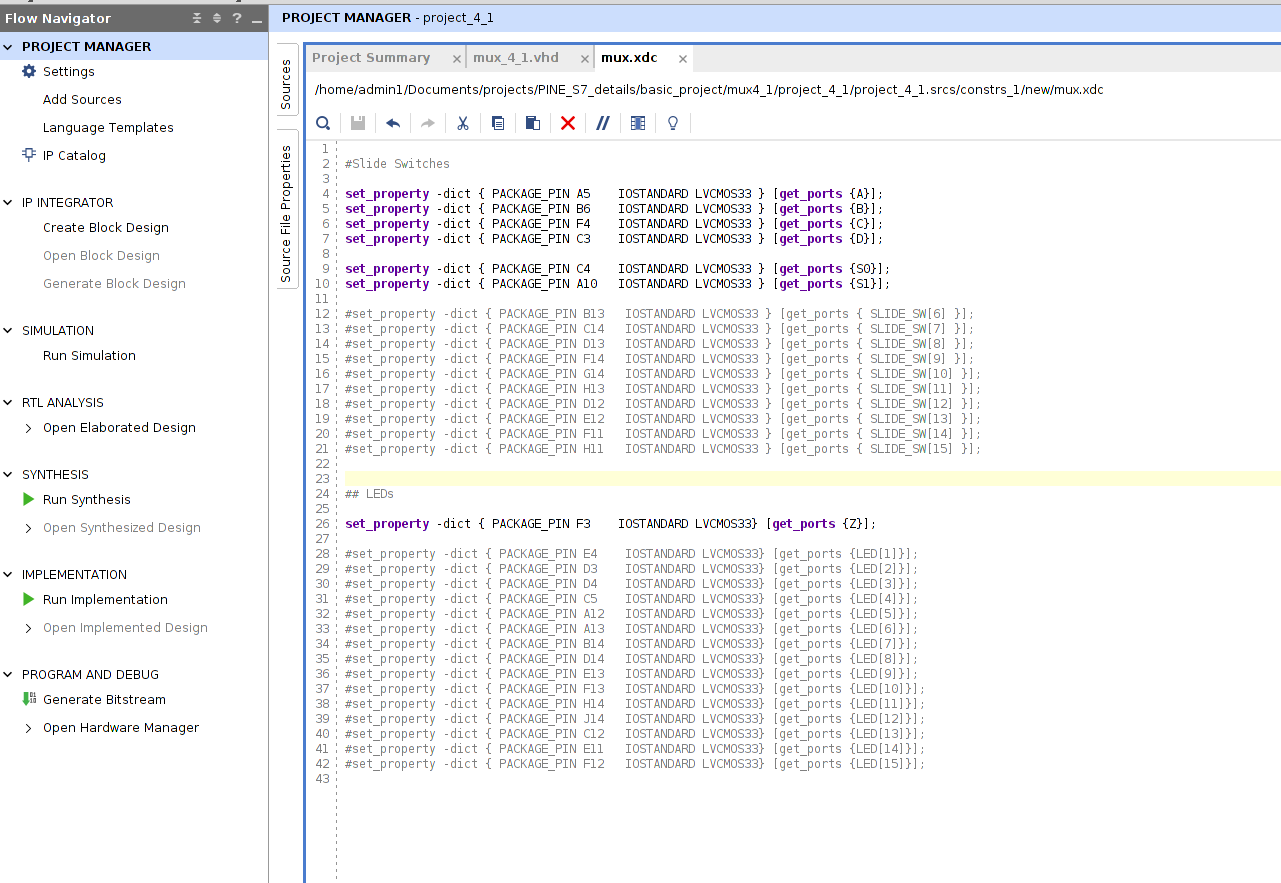 Flow Navigator
?
PROJECT MANAGER
Settings
Add Sources
Language Templates
IP Catalog
IP INTEGRATOR
Create Block Design
Open Block Design
Generate Block Design
SIMULATION
Run Simulation
RTL ANALYSIS
Open Elaborated Design
SYNTHESIS
Run Synthesis
Open Synthesized Design
IMPLEMENTATION
Run Implementation
Open Implemented Design
PROGRAM AND DEBUG
Generate Bitstream
Open Hardware Manager
PROJECT MANAGER - project_4_1
Sources
Source File Properties
Project Summary × mux_4_1.vhd × mux.xdc ×
/home/admin1/Documents/projects/PINE_S7_details/basic_project/mux4_1/project_4_1/project_4_1.srcs/constrs_1/new/mux.xdc
1
2 #Slide Switches
3
4 set_property -dict { PACKAGE_PIN A5    IOSTANDARD LVCMOS33 } [get_ports {A}];
5 set_property -dict { PACKAGE_PIN B6    IOSTANDARD LVCMOS33 } [get_ports {B}];
6 set_property -dict { PACKAGE_PIN F4    IOSTANDARD LVCMOS33 } [get_ports {C}];
7 set_property -dict { PACKAGE_PIN C3    IOSTANDARD LVCMOS33 } [get_ports {D}];
8
9 set_property -dict { PACKAGE_PIN C4    IOSTANDARD LVCMOS33 } [get_ports {S0}];
10 set_property -dict { PACKAGE_PIN A10   IOSTANDARD LVCMOS33 } [get_ports {S1}];
11
12 #set_property -dict { PACKAGE_PIN B13   IOSTANDARD LVCMOS33 } [get_ports { SLIDE_SW[6] }];
13 #set_property -dict { PACKAGE_PIN C14   IOSTANDARD LVCMOS33 } [get_ports { SLIDE_SW[7] }];
14 #set_property -dict { PACKAGE_PIN D13   IOSTANDARD LVCMOS33 } [get_ports { SLIDE_SW[8] }];
15 #set_property -dict { PACKAGE_PIN F14   IOSTANDARD LVCMOS33 } [get_ports { SLIDE_SW[9] }];
16 #set_property -dict { PACKAGE_PIN G14   IOSTANDARD LVCMOS33 } [get_ports { SLIDE_SW[10] }];
17 #set_property -dict { PACKAGE_PIN H13   IOSTANDARD LVCMOS33 } [get_ports { SLIDE_SW[11] }];
18 #set_property -dict { PACKAGE_PIN D12   IOSTANDARD LVCMOS33 } [get_ports { SLIDE_SW[12] }];
19 #set_property -dict { PACKAGE_PIN E12   IOSTANDARD LVCMOS33 } [get_ports { SLIDE_SW[13] }];
20 #set_property -dict { PACKAGE_PIN F11   IOSTANDARD LVCMOS33 } [get_ports { SLIDE_SW[14] }];
21 #set_property -dict { PACKAGE_PIN H11   IOSTANDARD LVCMOS33 } [get_ports { SLIDE_SW[15] }];
22
23
24 ## LEDs
25
26 set_property -dict { PACKAGE_PIN F3    IOSTANDARD LVCMOS33} [get_ports {Z}];
27
28 #set_property -dict { PACKAGE_PIN E4    IOSTANDARD LVCMOS33} [get_ports {LED[1]}];
29 #set_property -dict { PACKAGE_PIN D3    IOSTANDARD LVCMOS33} [get_ports {LED[2]}];
30 #set_property -dict { PACKAGE_PIN D4    IOSTANDARD LVCMOS33} [get_ports {LED[3]}];
31 #set_property -dict { PACKAGE_PIN C5    IOSTANDARD LVCMOS33} [get_ports {LED[4]}];
32 #set_property -dict { PACKAGE_PIN A12   IOSTANDARD LVCMOS33} [get_ports {LED[5]}];
33 #set_property -dict { PACKAGE_PIN A13   IOSTANDARD LVCMOS33} [get_ports {LED[6]}];
34 #set_property -dict { PACKAGE_PIN B14   IOSTANDARD LVCMOS33} [get_ports {LED[7]}];
35 #set_property -dict { PACKAGE_PIN D14   IOSTANDARD LVCMOS33} [get_ports {LED[8]}];
36 #set_property -dict { PACKAGE_PIN E13   IOSTANDARD LVCMOS33} [get_ports {LED[9]}];
37 #set_property -dict { PACKAGE_PIN F13   IOSTANDARD LVCMOS33} [get_ports {LED[10]}];
38 #set_property -dict { PACKAGE_PIN H14   IOSTANDARD LVCMOS33} [get_ports {LED[11]}];
39 #set_property -dict { PACKAGE_PIN J14   IOSTANDARD LVCMOS33} [get_ports {LED[12]}];
40 #set_property -dict { PACKAGE_PIN C12   IOSTANDARD LVCMOS33} [get_ports {LED[13]}];
41 #set_property -dict { PACKAGE_PIN E11   IOSTANDARD LVCMOS33} [get_ports {LED[14]}];
42 #set_property -dict { PACKAGE_PIN F12   IOSTANDARD LVCMOS33} [get_ports {LED[15]}];
43